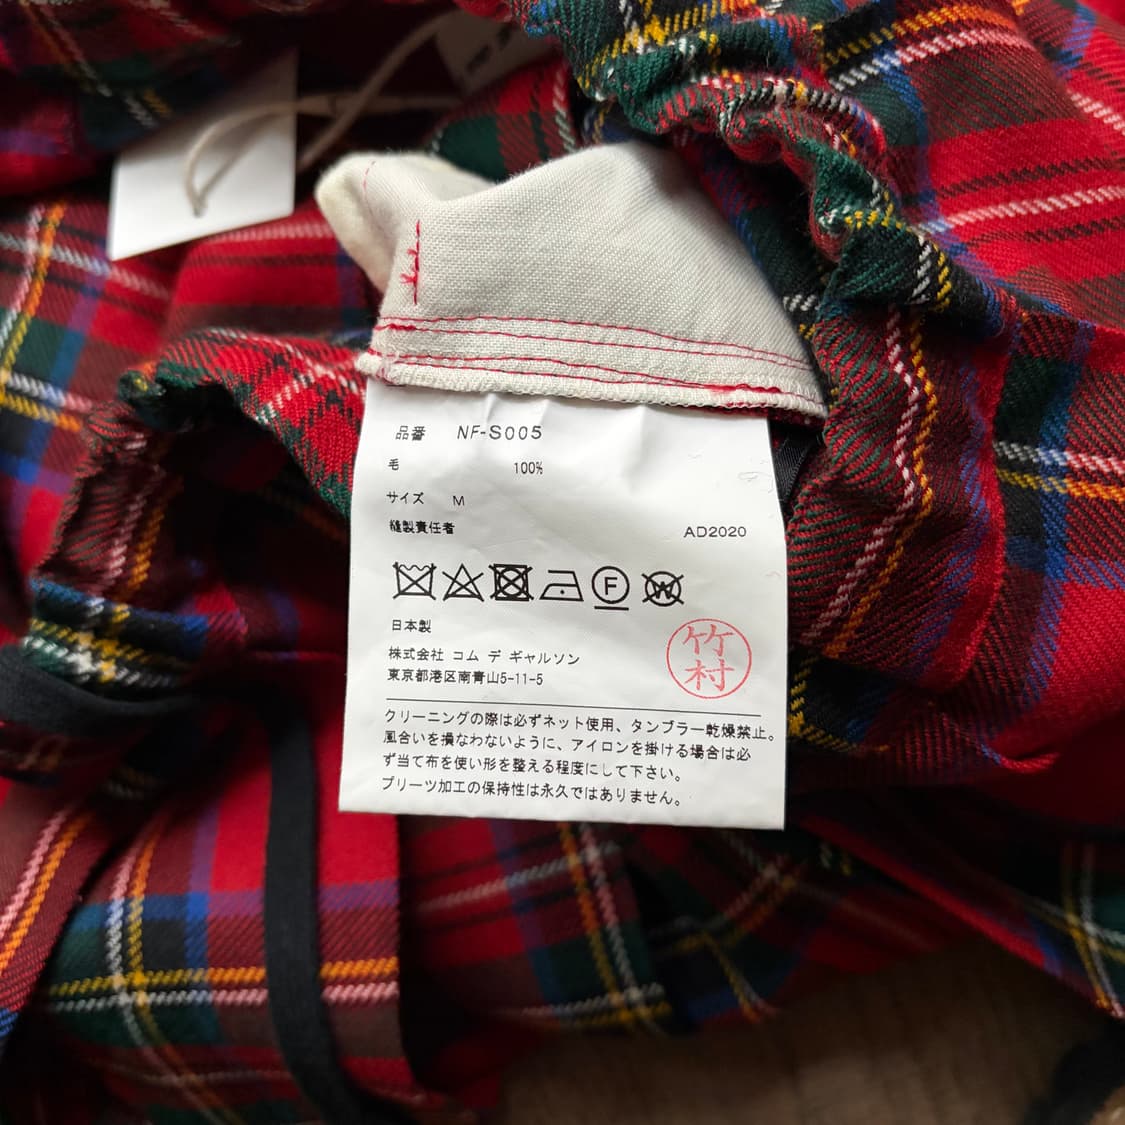 品番 NF-S005
毛 100%
サイズ M
縫製責任者 AD2020
F W
日本製
竹村
株式会社 コム デ ギャルソン
東京都港区南青山5-11-5
クリーニングの際は必ずネット使用、タンブラー乾燥禁止。
風合いを損なわないように、アイロンを掛ける場合は必
ず当て布を使い形を整える程度にして下さい。
プリーツ加工の保持性は永久ではありません。